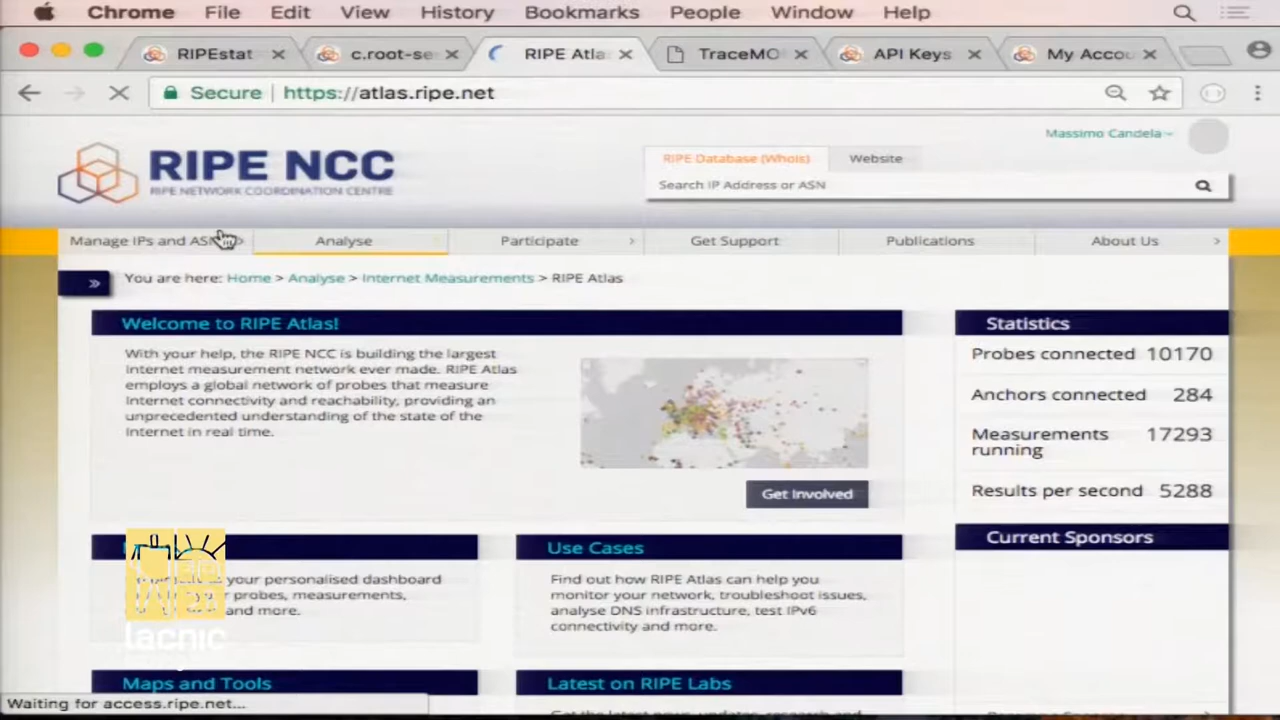 Chrome File Edit View History Bookmarks People Window Help
RIPEstat c.root-se RIPE Atla TraceMO API Keys My Accou
Secure https://atlas.ripe.net
Massimo Candela
RIPE NCC
RIPE NETWORK COORDINATION CENTRE
RIPE Database (Whois) Website
Search IP Address or ASN
Manage IPs and ASN Analyse Participate Get Support Publications About Us
You are here: Home > Analyse > Internet Measurements > RIPE Atlas
Welcome to RIPE Atlas!
With your help, the RIPE NCC is building the largest
Internet measurement network ever made. RIPE Atlas
employs a global network of probes that measure
Internet connectivity and reachability, providing an
unprecedented understanding of the state of the
Internet in real time.
Get Involved
Statistics
Probes connected 10170
Anchors connected 284
Measurements 17293
running
Results per second 5288
Current Sponsors
your personalised dashboard
probes, measurements,
and more.
Use Cases
Find out how RIPE Atlas can help you
monitor your network, troubleshoot issues,
analyse DNS infrastructure, test IPv6
connectivity and more.
Maps and Tools
Latest on RIPE Labs
lacnic
Waiting for access.ripe.net...